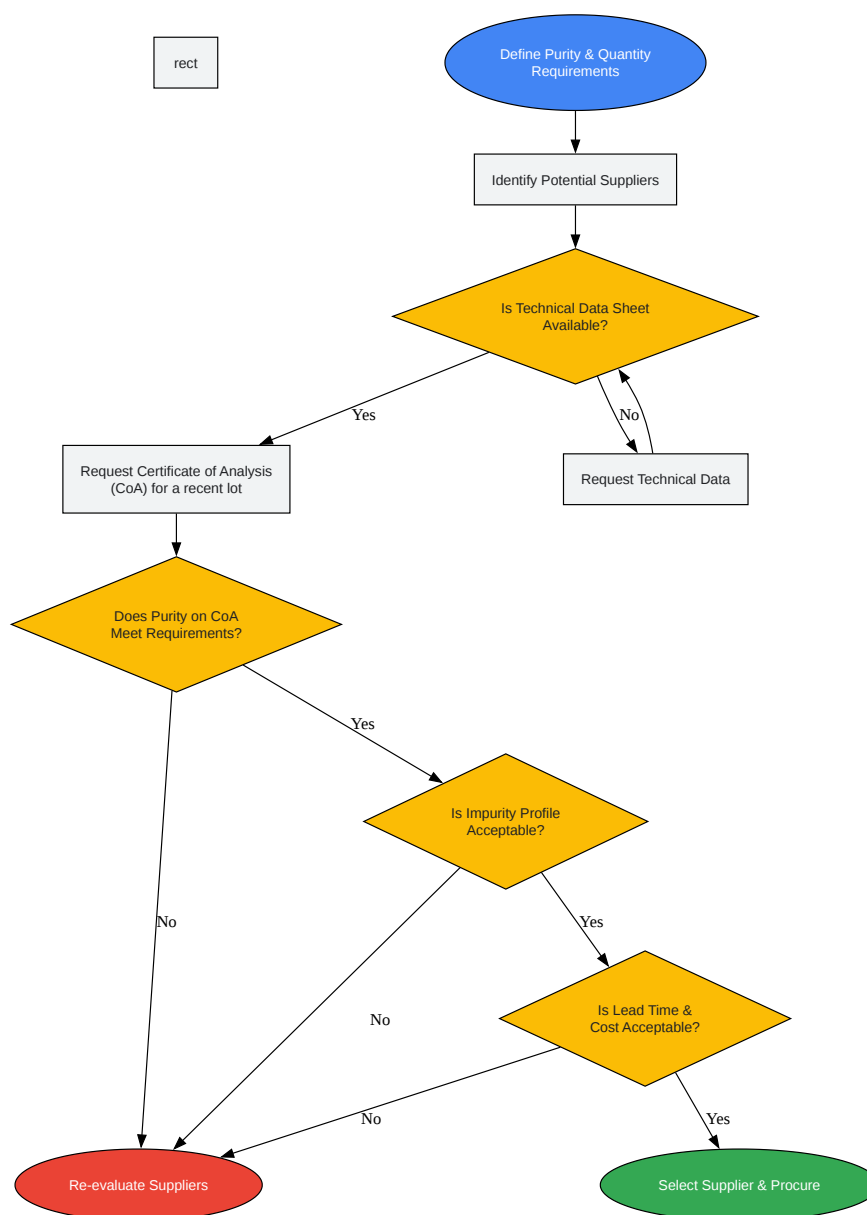 rect
Define Purity & Quantity
Requirements
Identify Potential Suppliers
Is Technical Data Sheet
Available?
Yes
No
Request Certificate of Analysis
(CoA) for a recent lot
Request Technical Data
Does Purity on CoA
Meet Requirements?
Yes
Is Impurity Profile
Acceptable?
No
Yes
No
Is Lead Time &
Cost Acceptable?
No
Yes
Re-evaluate Suppliers
Select Supplier & Procure